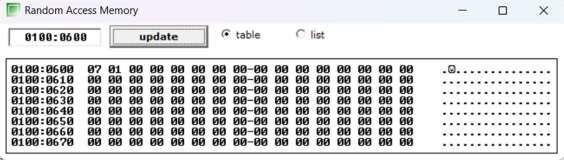 Random Access Memory
0100:0600 update table list
0100:0600 07 01 00 00 00 00 00 00 00-00 00 00 00 00 00 00 .☺..............
0100:0610 00 00 00 00 00 00 00 00-00 00 00 00 00 00 00 00 ................
0100:0620 00 00 00 00 00 00 00 00-00 00 00 00 00 00 00 00 ................
0100:0630 00 00 00 00 00 00 00 00-00 00 00 00 00 00 00 00 ................
0100:0640 00 00 00 00 00 00 00 00-00 00 00 00 00 00 00 00 ................
0100:0650 00 00 00 00 00 00 00 00-00 00 00 00 00 00 00 00 ................
0100:0660 00 00 00 00 00 00 00 00-00 00 00 00 00 00 00 00 ................
0100:0670 00 00 00 00 00 00 00 00-00 00 00 00 00 00 00 00 ................